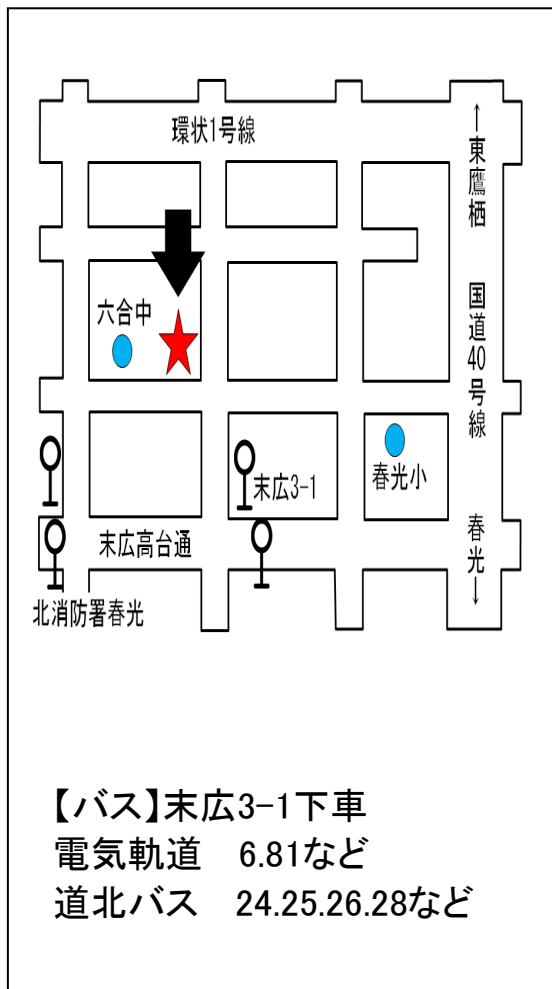 環状1号線
←東鷹栖 国道40号線 春光→
六合中
末広3-1
春光小
末広高台通
北消防署春光
【バス】末広3-1下車
電気軌道 6.81など
道北バス 24.25.26.28など